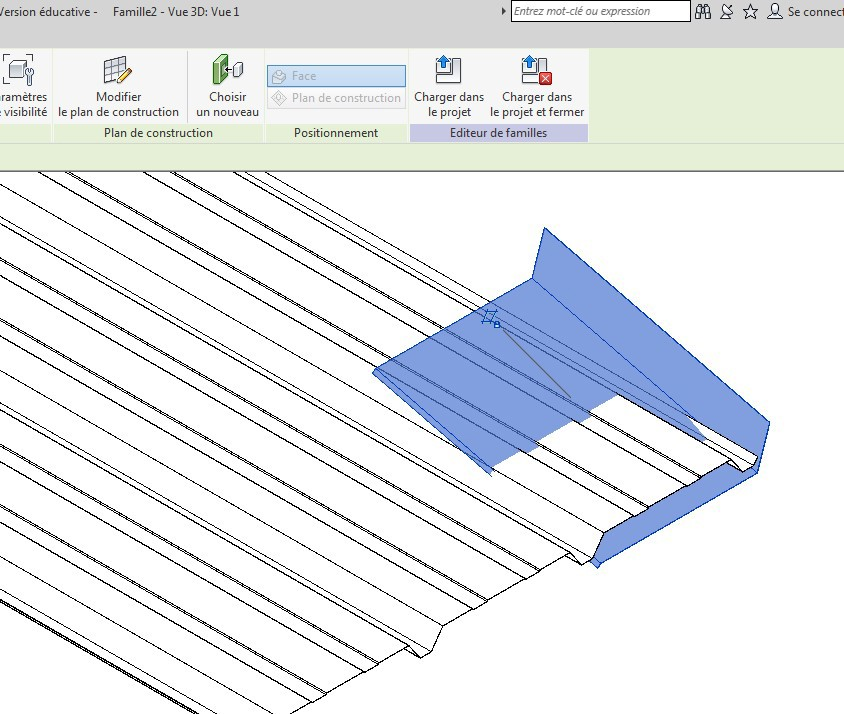 Version éducative - Famille2 - Vue 3D: Vue 1
Entrez mot-clé ou expression
Se connect
ramètres
visibilité
Modifier
le plan de construction
Choisir
un nouveau
Face
Plan de construction
Charger dans
le projet
Charger dans
le projet et fermer
Plan de construction
Positionnement
Editeur de familles